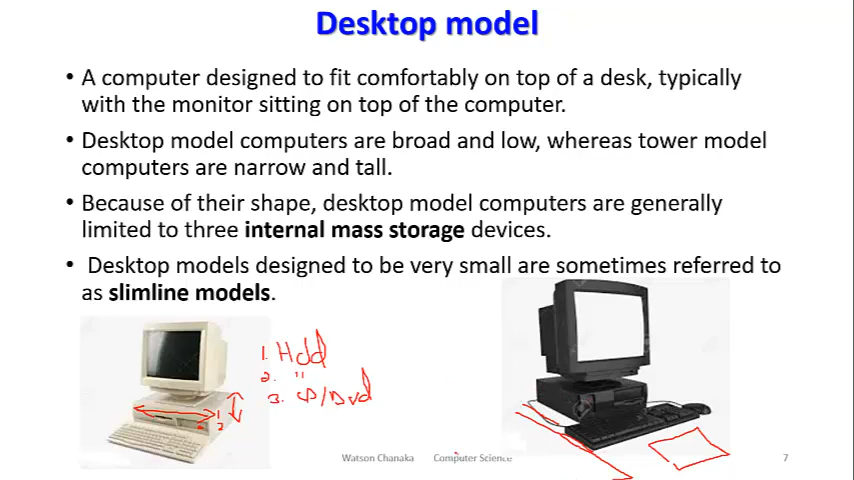 Desktop model
• A computer designed to fit comfortably on top of a desk, typically
with the monitor sitting on top of the computer.
• Desktop model computers are broad and low, whereas tower model
computers are narrow and tall.
• Because of their shape, desktop model computers are generally
limited to three internal mass storage devices.
• Desktop models designed to be very small are sometimes referred to
as slimline models.
1. Hdd
2. "
3. CD/Dvd
Watson Chanaka Computer Science 7